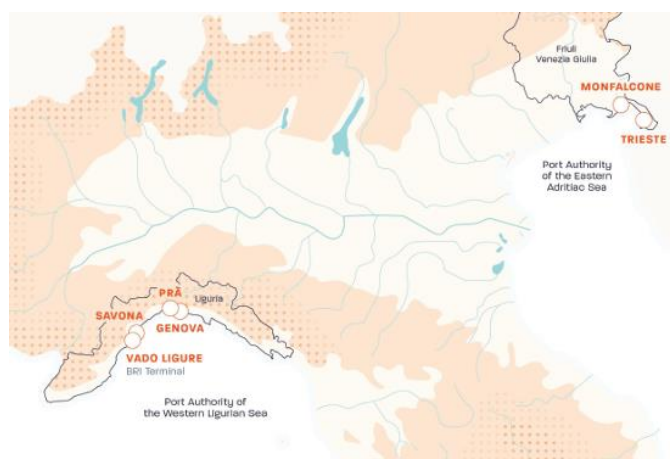 Friuli
Venezia Giulia
MONFALCONE
TRIESTE
Port Authority
of the Eastern
Adritiac Sea
PRÀ
Liguria
SAVONA
GENOVA
VADO LIGURE
BRI Terminal
Port Authority of
the Western Ligurian Sea